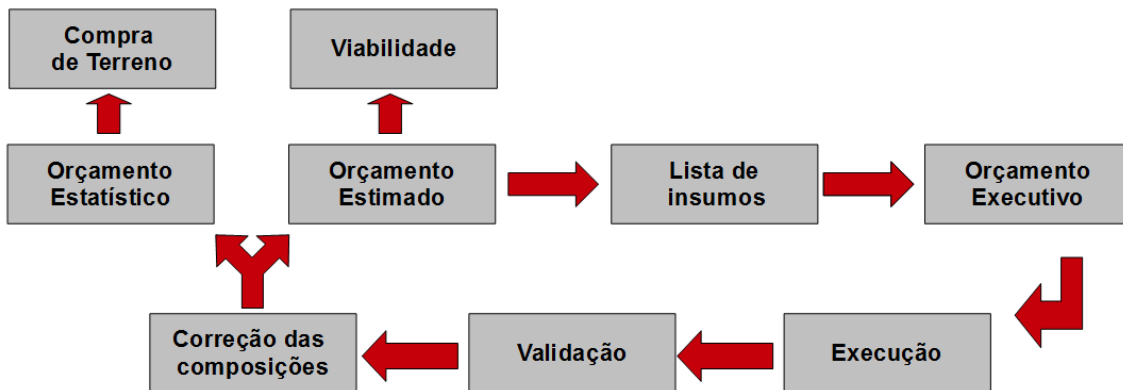 Compra
de Terreno
Viabilidade
Orçamento
Estatístico
Orçamento
Estimado
Lista de
insumos
Orçamento
Executivo
Correção das
composições
Validação
Execução